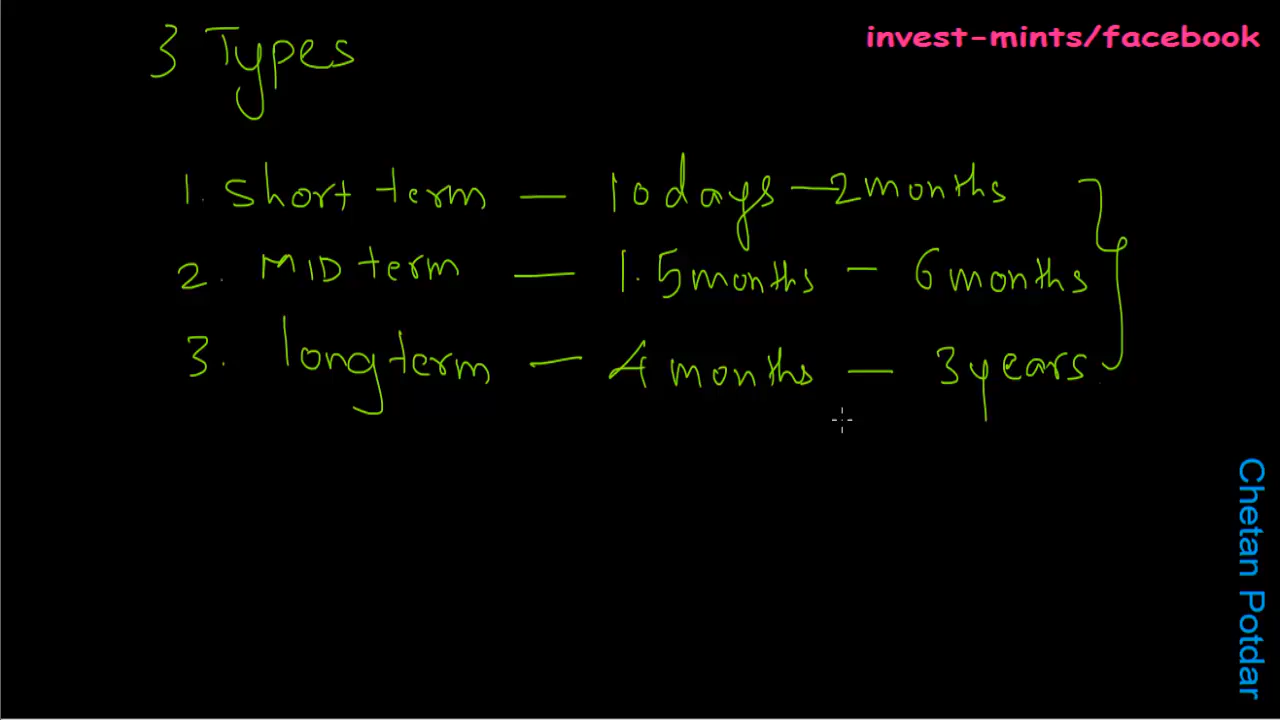 3 Types
invest-mints/facebook
1. short term — 10 days — 2 months
2. MID term — 1.5 months — 6 months
3. long term — 4 months — 3 years
Chetan Potdar